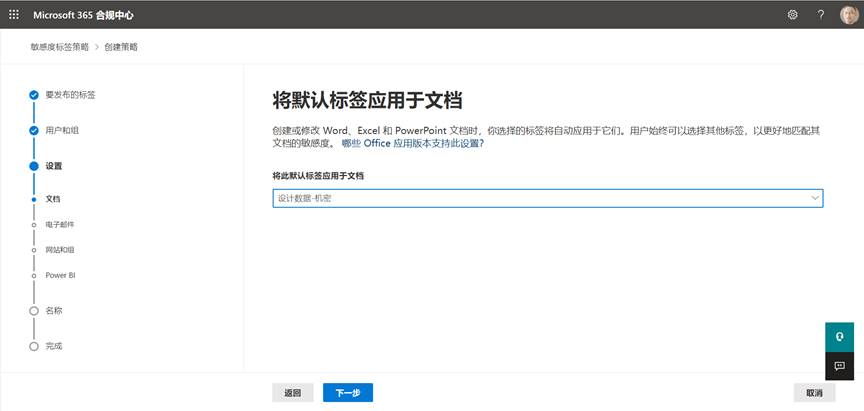 Microsoft 365 合规中心
?
敏感度标签策略 > 创建策略
要发布的标签
用户和组
设置
文档
电子邮件
网站和组
Power BI
名称
完成
将默认标签应用于文档
创建或修改 Word、Excel 和 PowerPoint 文档时，你选择的标签将自动应用于它们。用户始终可以选择其他标签，以更好地匹配其
文档的敏感度。 哪些 Office 应用版本支持此设置?
将此默认标签应用于文档
设计数据-机密
返回
下一步
取消